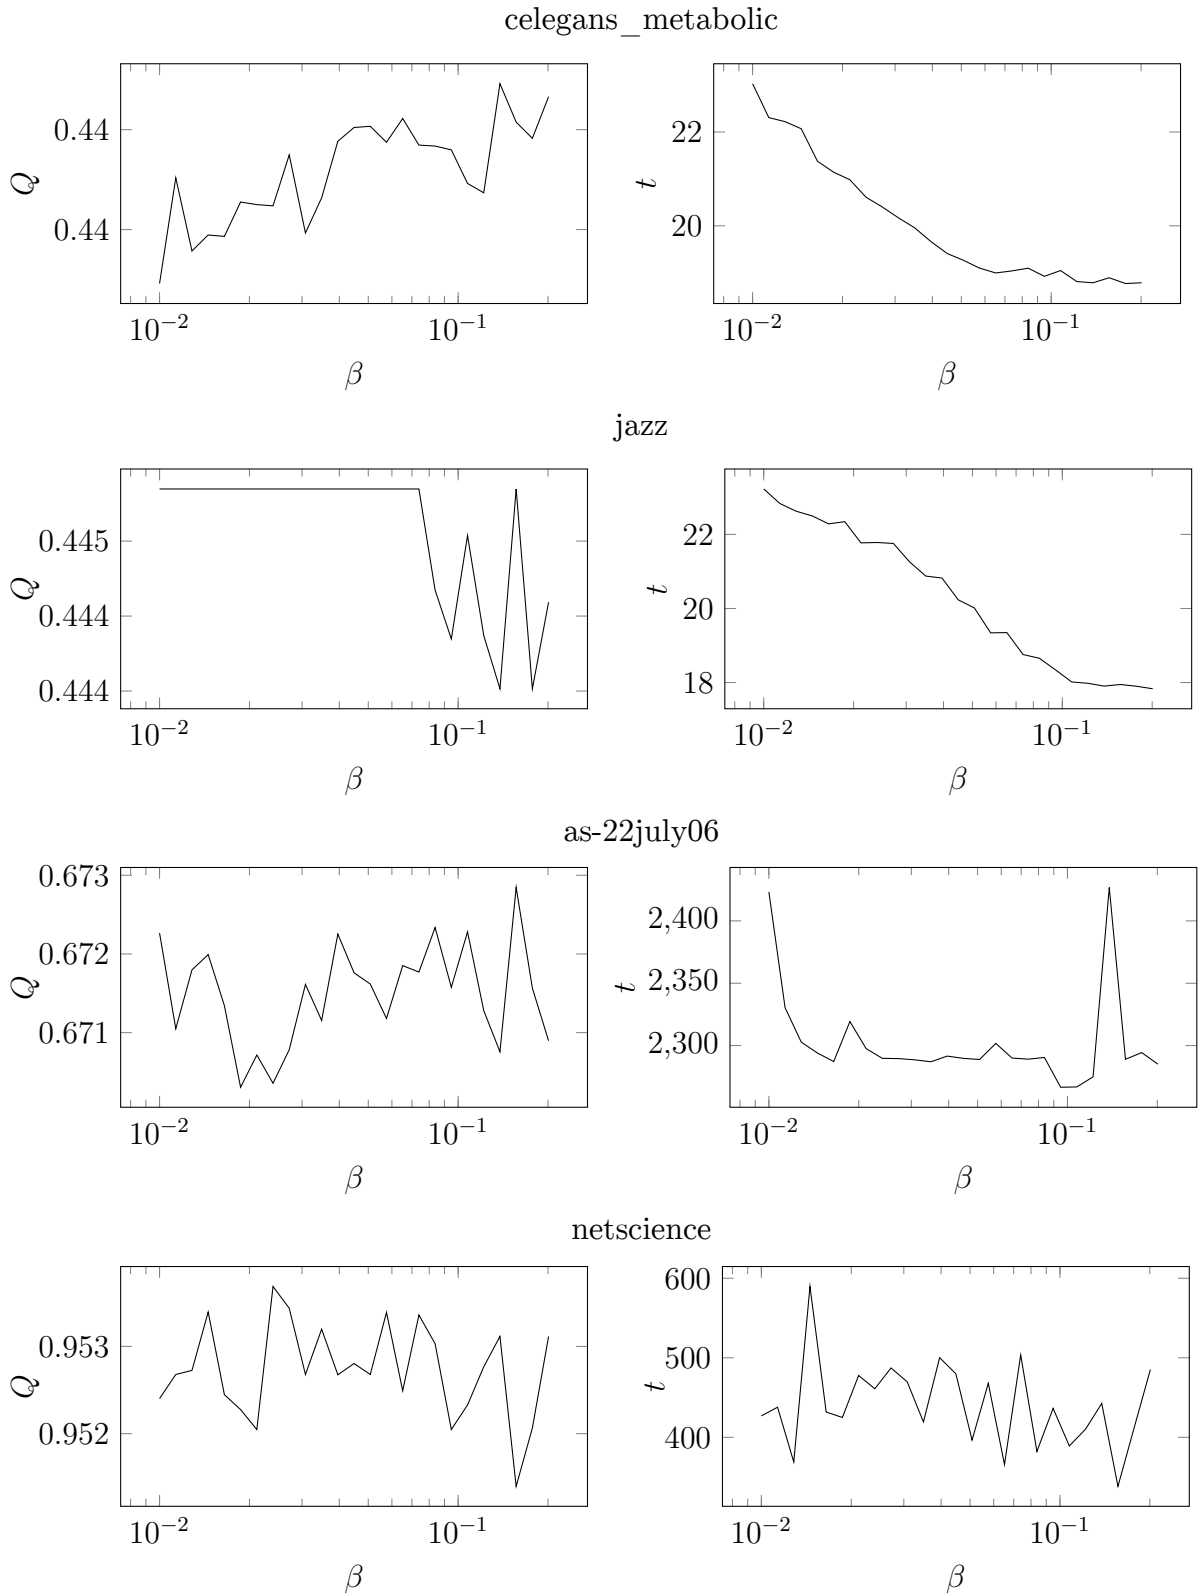 celegans_metabolic
0.44
0.44
Q
10⁻²
10⁻¹
β
22
20
t
10⁻²
10⁻¹
β
jazz
0.445
0.444
0.444
Q
10⁻²
10⁻¹
β
22
20
18
t
10⁻²
10⁻¹
β
as-22july06
0.673
0.672
0.671
Q
10⁻²
10⁻¹
β
2,400
2,350
2,300
t
10⁻²
10⁻¹
β
netscience
0.953
0.952
Q
10⁻²
10⁻¹
β
600
500
400
t
10⁻²
10⁻¹
β